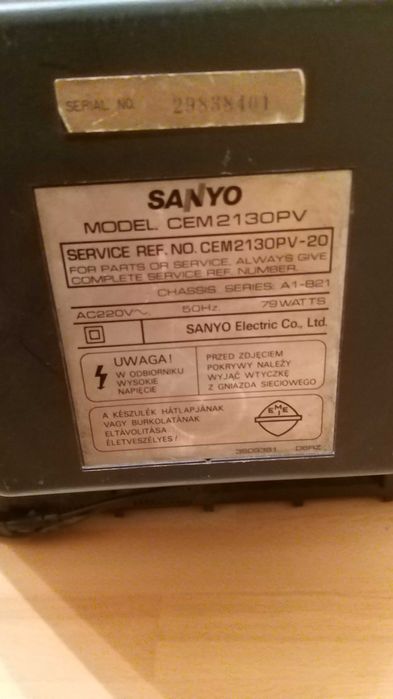 SERIAL NO. 29838401
SANYO
MODEL. CEM2130PV
SERVICE REF. NO. CEM2130PV-20
FOR PARTS OR SERVICE, ALWAYS GIVE
COMPLETE SERVICE REF. NUMBER.
CHASSIS SERIES: A1-B21
AC220V~ 50Hz. 79WATTS
SANYO Electric Co., Ltd.
UWAGA!
W ODBIORNIKU
WYSOKIE
NAPIĘCIE
PRZED ZDJĘCIEM
POKRYWY NALEŻY
WYJĄĆ WTYCZKĘ
Z GNIAZDA SIECIOWEGO
A KÉSZÜLÉK HÁTLAPJÁNAK
VAGY BURKOLATÁNAK
ELTÁVOLÍTÁSA
ÉLETVESZÉLYES!